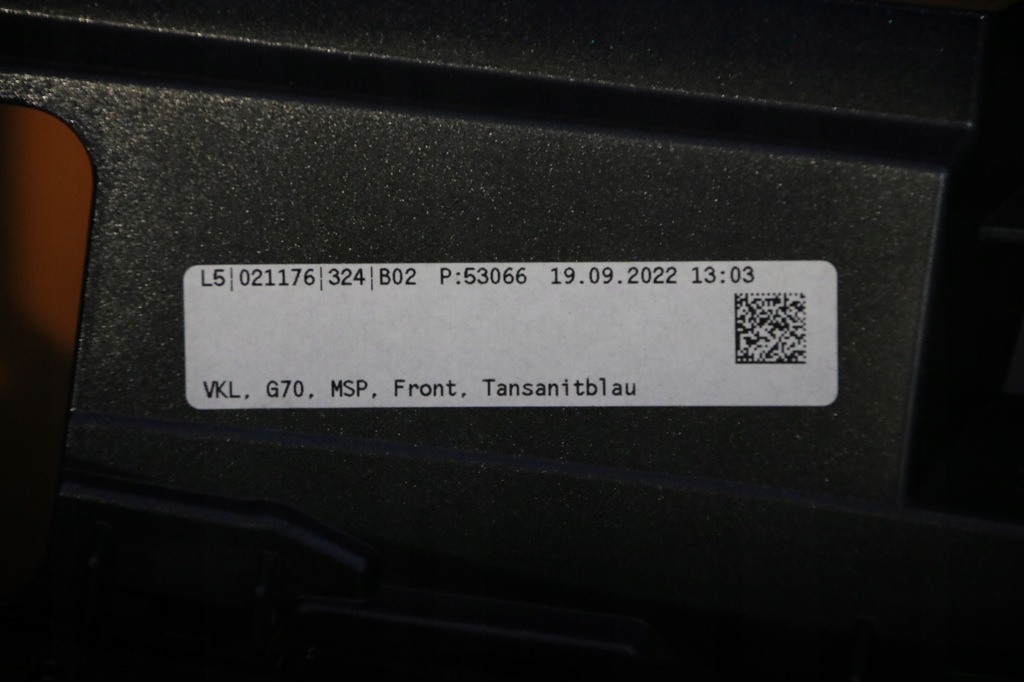 L5|021176|324|B02 P:53066 19.09.2022 13:03
VKL, G70, MSP, Front, Tansanitblau